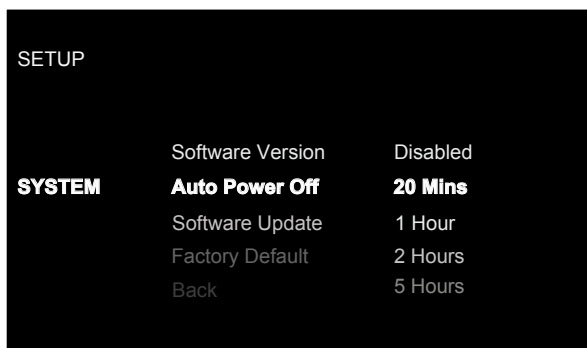 SETUP
Software Version Disabled
SYSTEM Auto Power Off 20 Mins
Software Update 1 Hour
Factory Default 2 Hours
Back 5 Hours